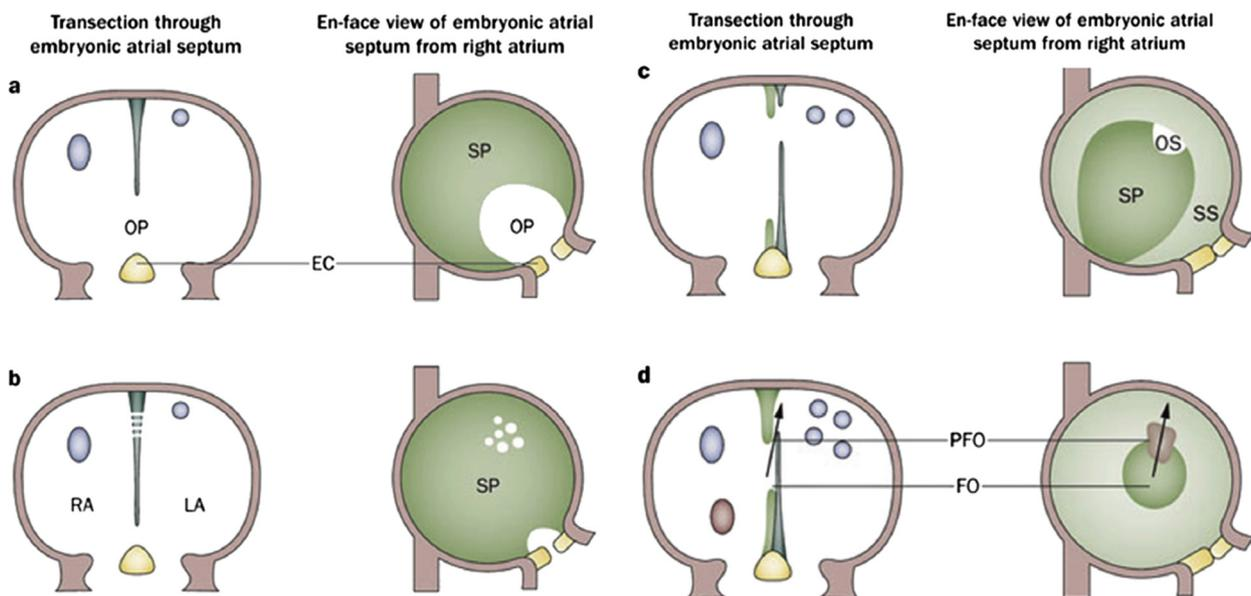 Transection through
embryonic atrial septum
En-face view of embryonic atrial
septum from right atrium
Transection through
embryonic atrial septum
En-face view of embryonic atrial
septum from right atrium
a
OP
SP
OP
EC
c
OS
SP
SS
b
RA
LA
SP
d
PFO
FO